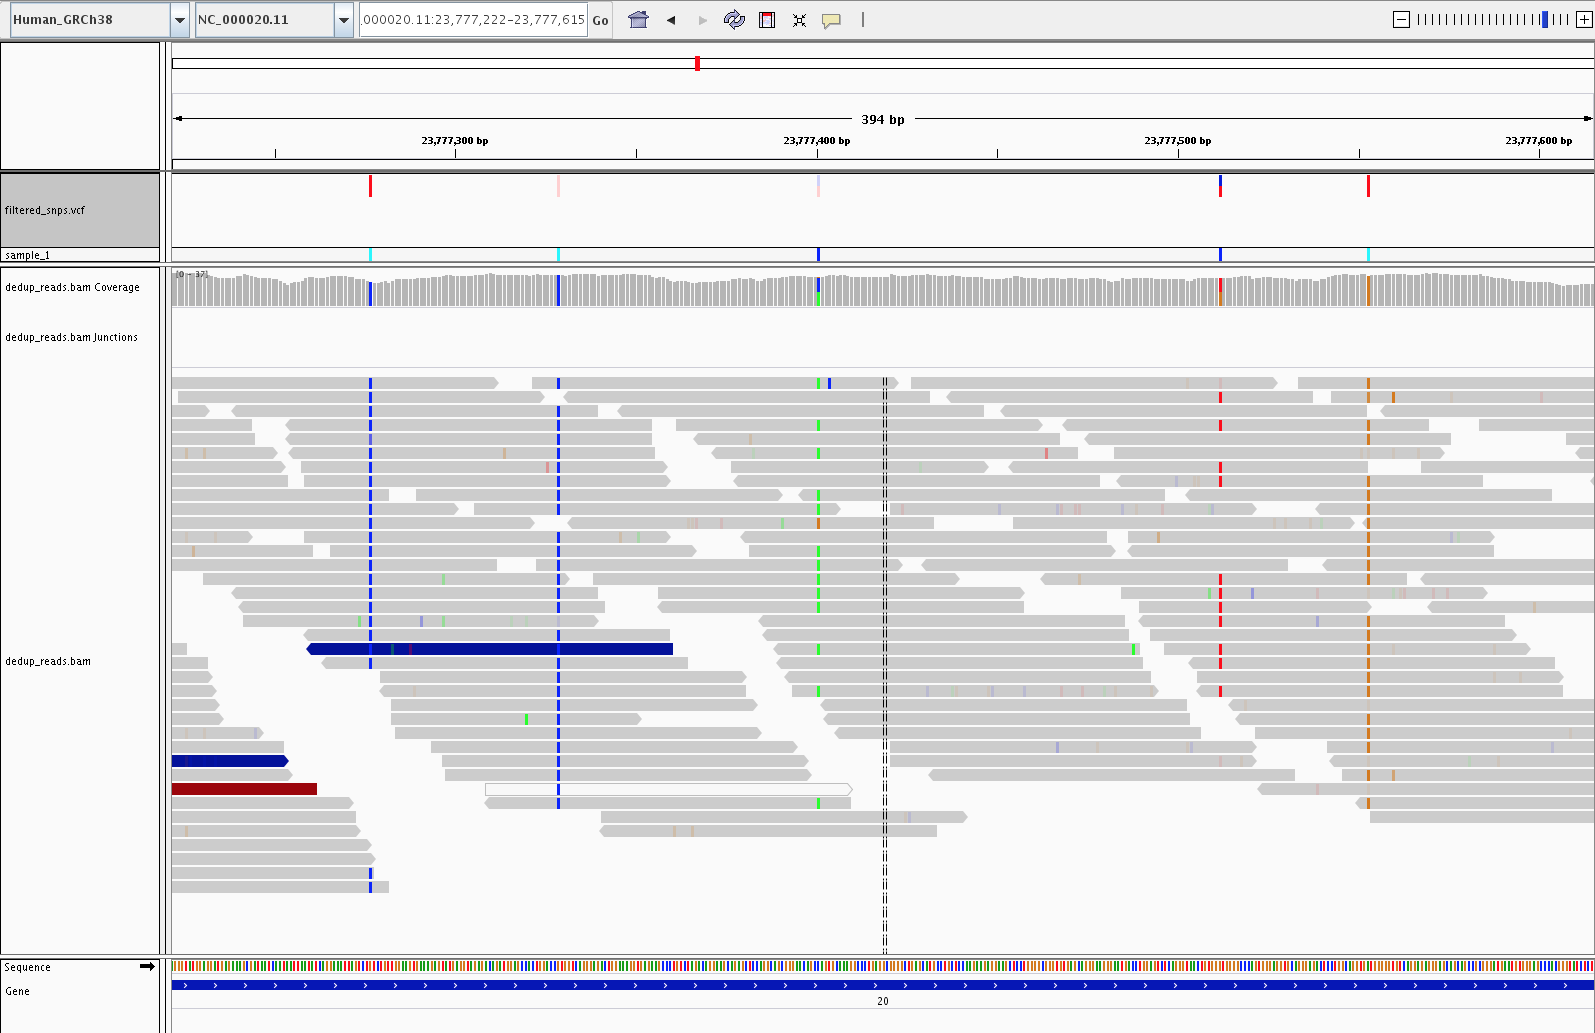 Human_GRCh38 NC_000020.11 .000020.11:23,777,222-23,777,615 Go
394 bp
23,777,300 bp 23,777,400 bp 23,777,500 bp 23,777,600 bp
filtered_snps.vcf
sample_1
[0 - 37]
dedup_reads.bam Coverage
dedup_reads.bam Junctions
dedup_reads.bam
Sequence
Gene
20